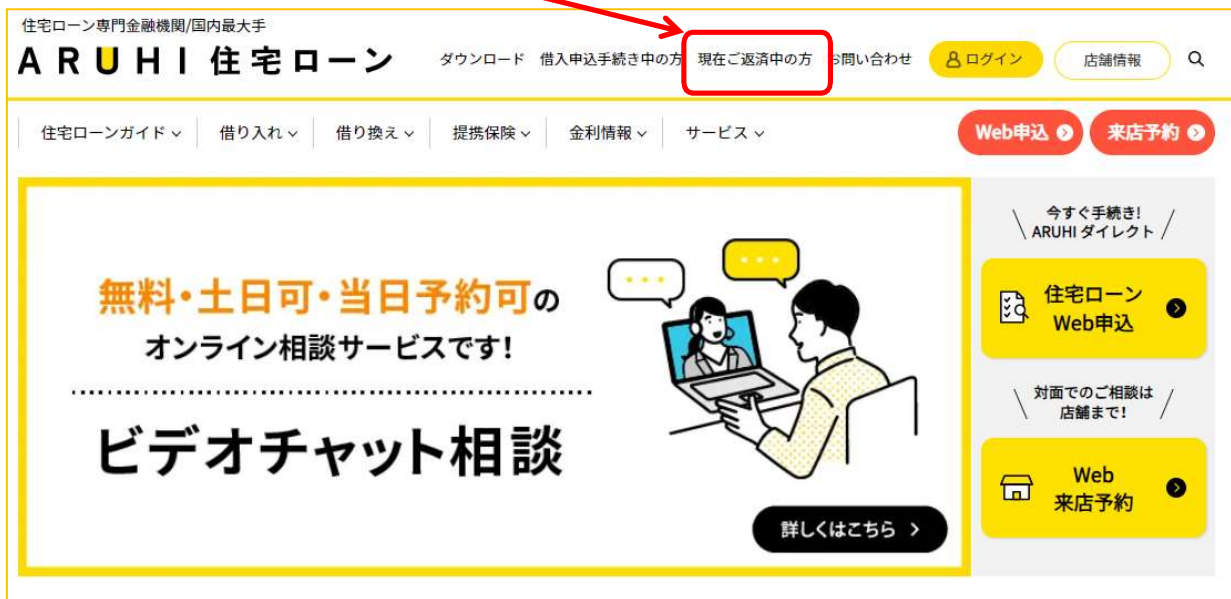 住宅ローン専門金融機関/国内最大手
ARUHI 住宅ローン
ダウンロード 借入申込手続き中の方 現在ご返済中の方 お問い合わせ ログイン 店舗情報
住宅ローンガイド 借り入れ 借り換え 提携保険 金利情報 サービス Web申込 来店予約
無料・土日可・当日予約可の
オンライン相談サービスです!
ビデオチャット相談
詳しくはこちら
今すぐ手続き!
ARUHI ダイレクト
住宅ローン
Web申込
対面でのご相談は
店舗まで!
Web
来店予約